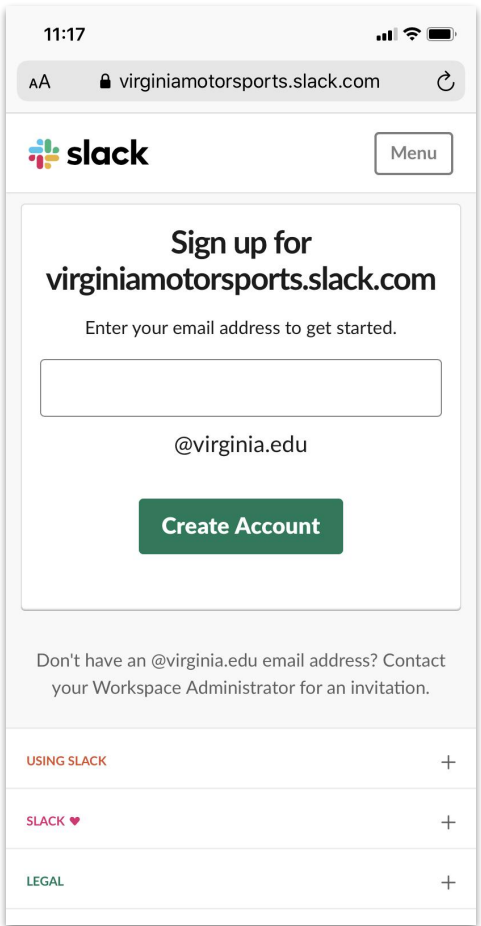 11:17
AA virginiamotorsports.slack.com
slack Menu
Sign up for
virginiamotorsports.slack.com
Enter your email address to get started.
@virginia.edu
Create Account
Don't have an @virginia.edu email address? Contact
your Workspace Administrator for an invitation.
USING SLACK
SLACK
LEGAL